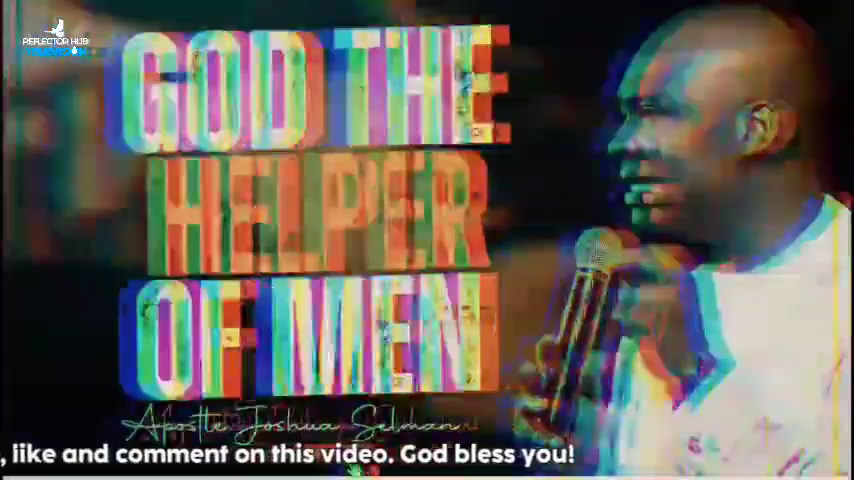 REFLECTOR HUB
GOD THE
HELPER
OF MEN
Apostle Joshua Selman
, like and comment on this video. God bless you!